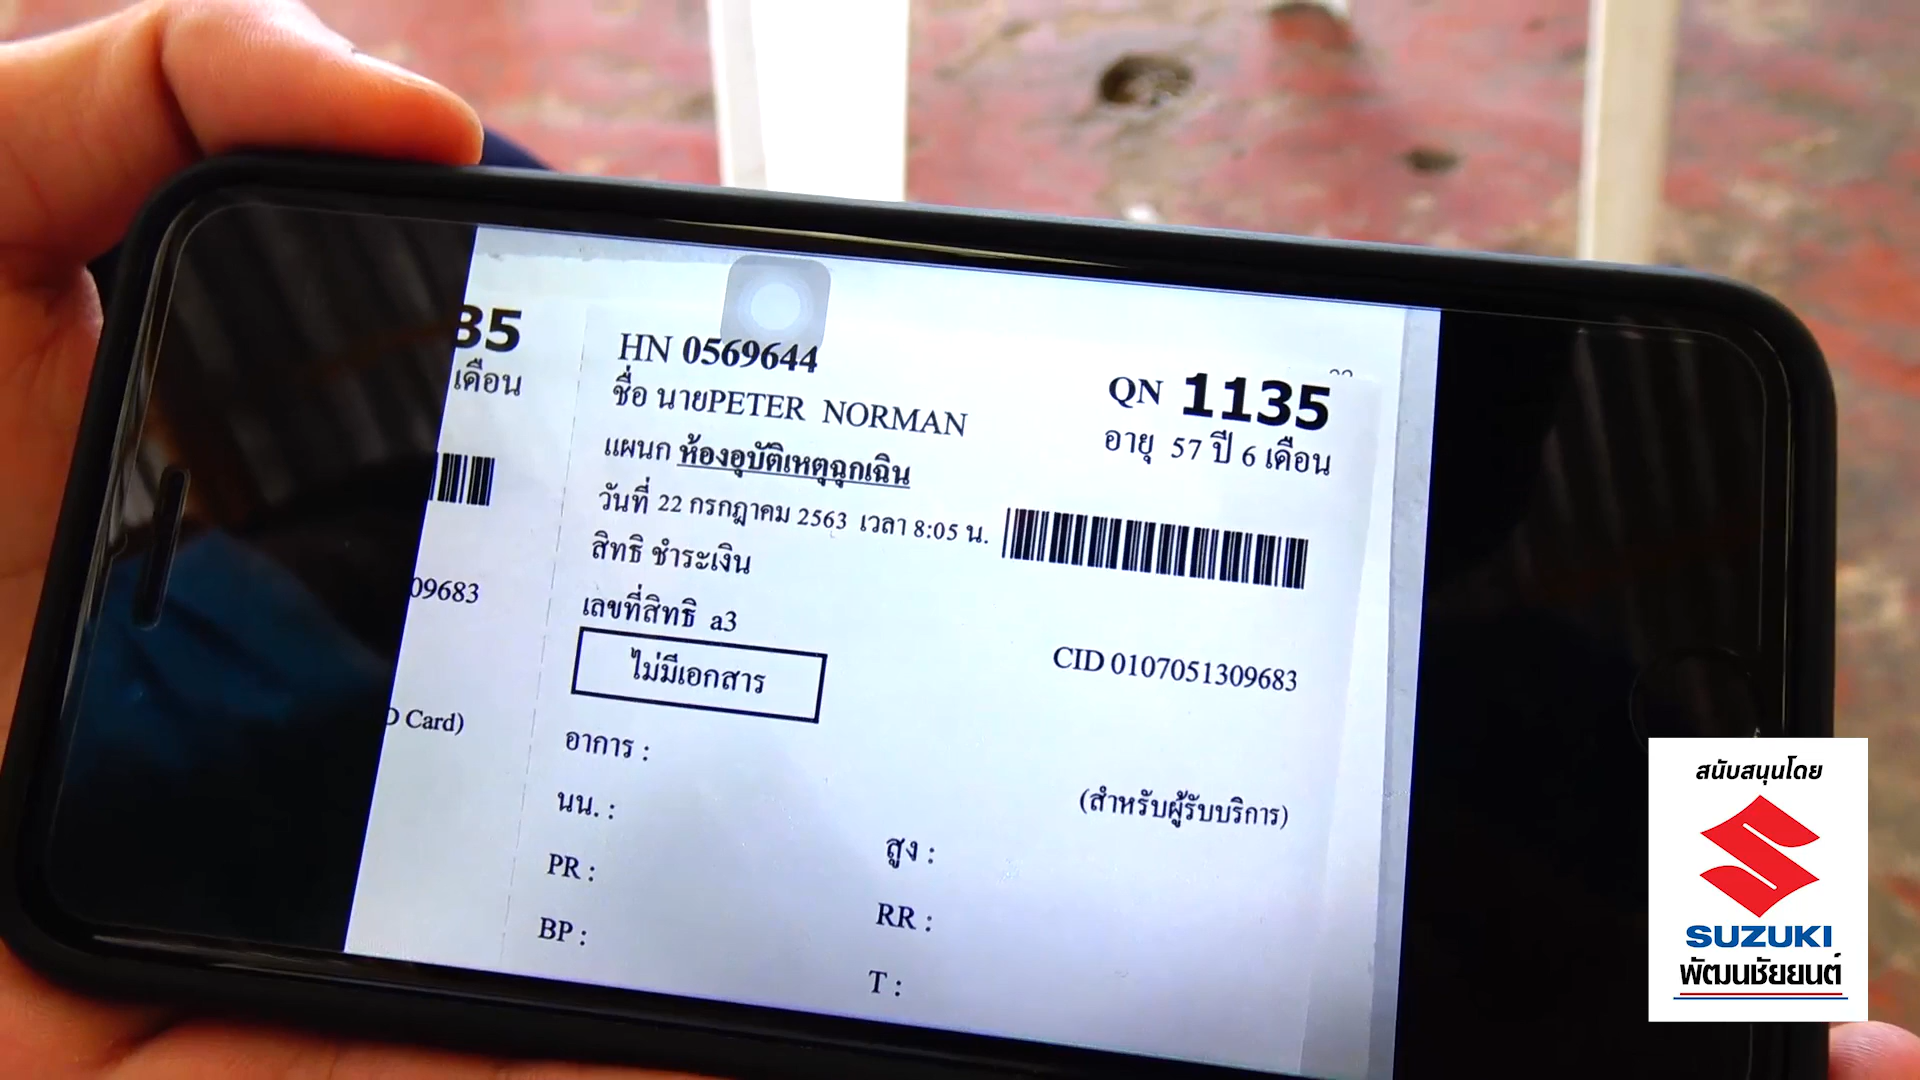 35
เดือน
09683
D Card)
HN 0569644
ชื่อ นายPETER NORMAN
แผนก ห้องอุบัติเหตุฉุกเฉิน
วันที่ 22 กรกฎาคม 2563 เวลา 8:05 น.
สิทธิ ชำระเงิน
เลขที่สิทธิ a3
ไม่มีเอกสาร
QN 1135
อายุ 57 ปี 6 เดือน
CID 0107051309683
(สำหรับผู้รับบริการ)
อาการ :
นน. :
สูง :
PR :
RR :
BP :
T :
สนับสนุนโดย
SUZUKI
พัฒนชัยยนต์